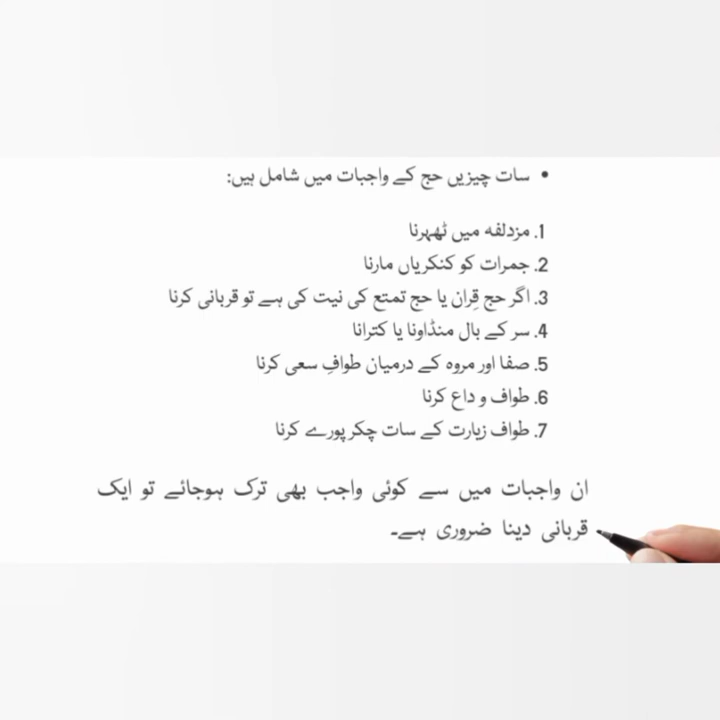 • سات چیزیں حج کے واجبات میں شامل ہیں:
1. مزدلفہ میں ٹھہرنا
2. جمرات کو کنکریاں مارنا
3. اگر حج قِران یا حج تمتع کی نیت کی ہے تو قربانی کرنا
4. سر کے بال منڈاونا یا کترانا
5. صفا اور مروہ کے درمیان طوافِ سعی کرنا
6. طواف و داع کرنا
7. طواف زیارت کے سات چکر پورے کرنا
ان واجبات میں سے کوئی واجب بھی ترک ہوجائے تو ایک
قربانی دینا ضروری ہے۔